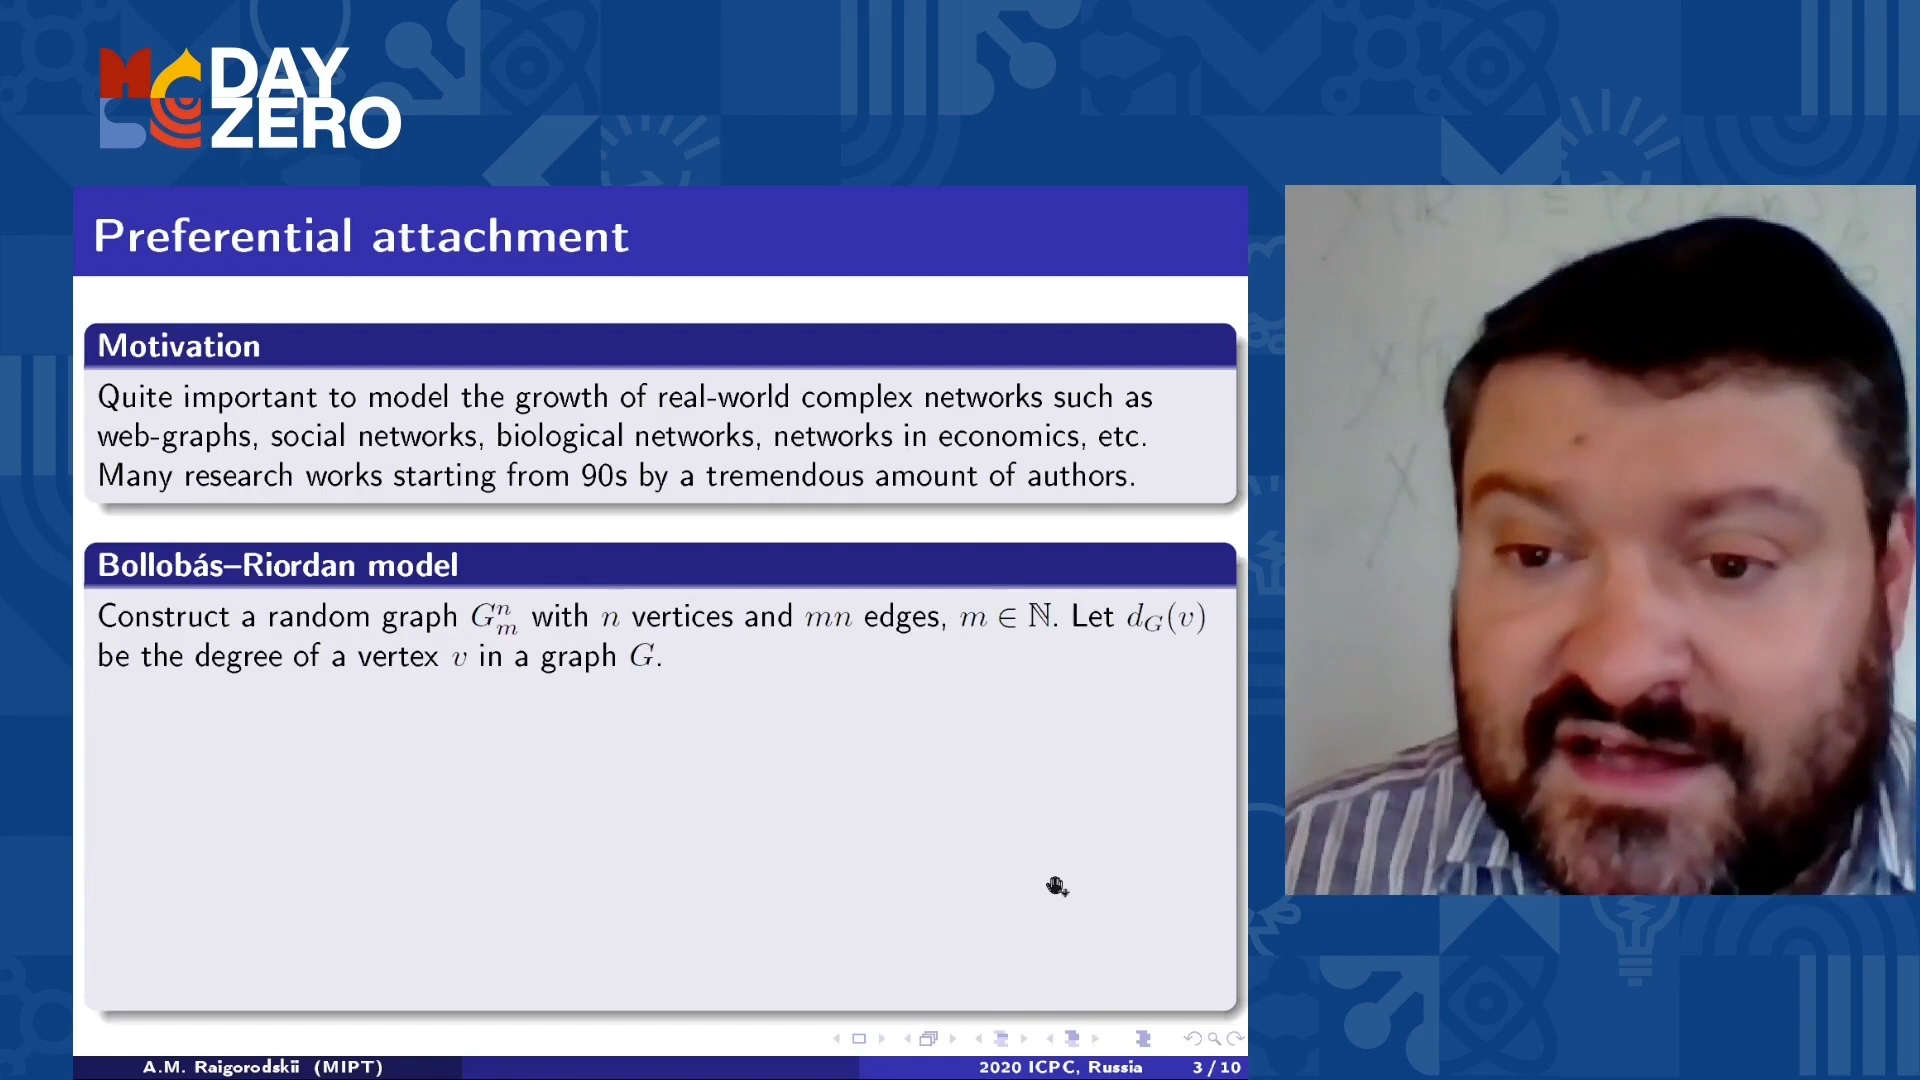 DAY
ZERO
Preferential attachment
Motivation
Quite important to model the growth of real-world complex networks such as
web-graphs, social networks, biological networks, networks in economics, etc.
Many research works starting from 90s by a tremendous amount of authors.
Bollobás–Riordan model
Construct a random graph $G_m^n$ with $n$ vertices and $mn$ edges, $m \in \mathbb{N}$. Let $d_G(v)$
be the degree of a vertex $v$ in a graph $G$.
A.M. Raigorodskii (MIPT)
2020 ICPC, Russia
3 / 10